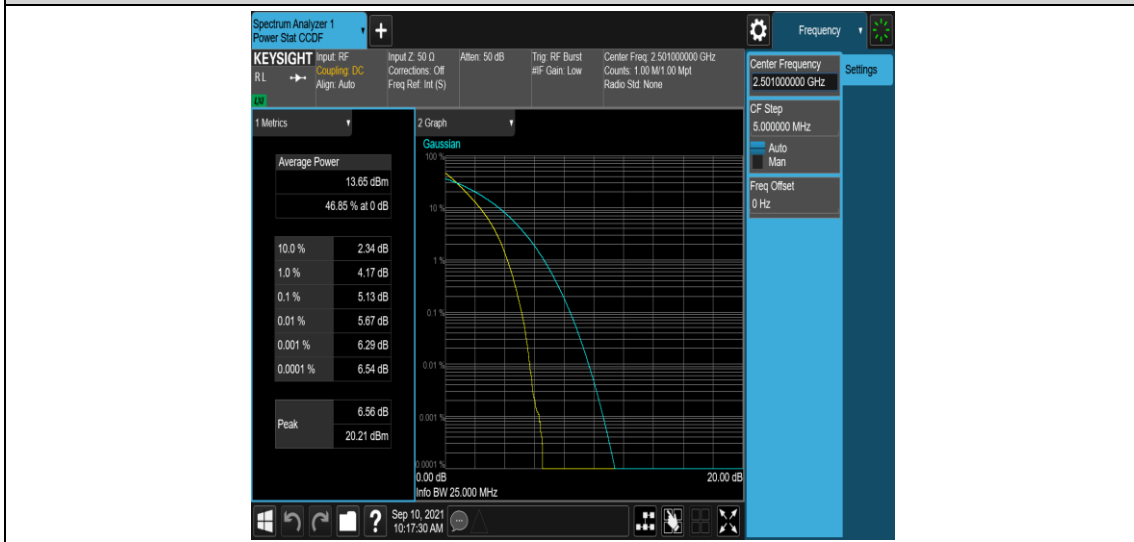 Spectrum Analyzer 1
Power Stat CCDF
+
Frequency
KEYSIGHT
RL
LXI
Input: RF
Coupling: DC
Align: Auto
Input Z: 50 Ω
Corrections: Off
Freq Ref: Int (S)
Atten: 50 dB
Trig: RF Burst
#IF Gain: Low
Center Freq: 2.501000000 GHz
Counts: 1.00 M/1.00 Mpt
Radio Std: None
Center Frequency
2.501000000 GHz
Settings
CF Step
5.000000 MHz
Auto
Man
Freq Offset
0 Hz
1 Metrics
Average Power
13.65 dBm
46.85 % at 0 dB
10.0 % 2.34 dB
1.0 % 4.17 dB
0.1 % 5.13 dB
0.01 % 5.67 dB
0.001 % 6.29 dB
0.0001 % 6.54 dB
Peak
6.56 dB
20.21 dBm
2 Graph
Gaussian
100 %
10 %
1 %
0.1 %
0.01 %
0.001 %
0.0001 %
0.00 dB 20.00 dB
Info BW 25.000 MHz
?
Sep 10, 2021
10:17:30 AM